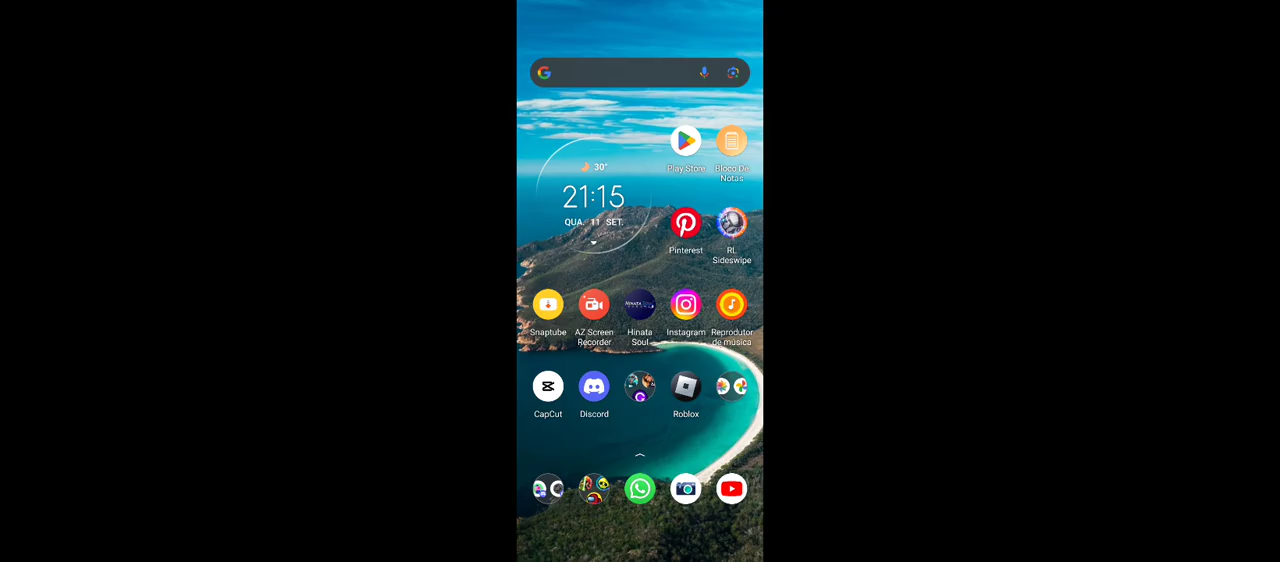 30°
21:15
QUA. 11 SET.
Play Store
Bloco De
Notas
Pinterest
RL
Sideswipe
Snaptube
AZ Screen
Recorder
Hinata
Soul
Instagram
Reprodutor
de música
CapCut
Discord
Roblox